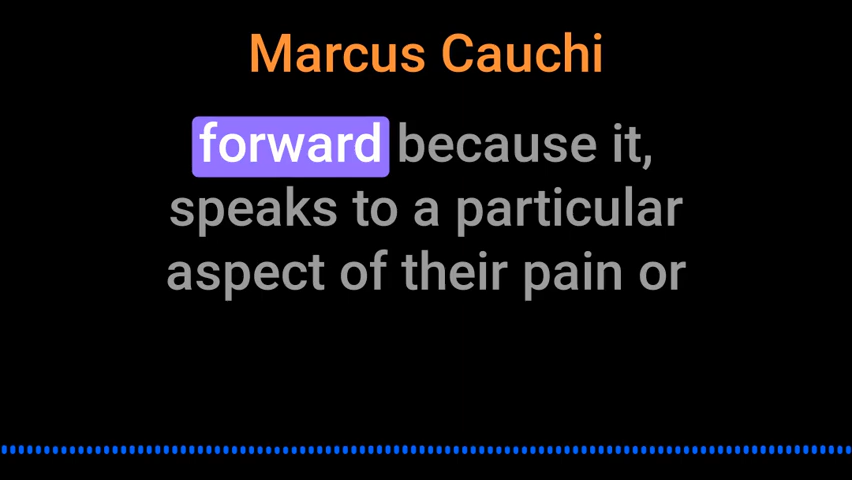 Marcus Cauchi
forward because it,
speaks to a particular
aspect of their pain or